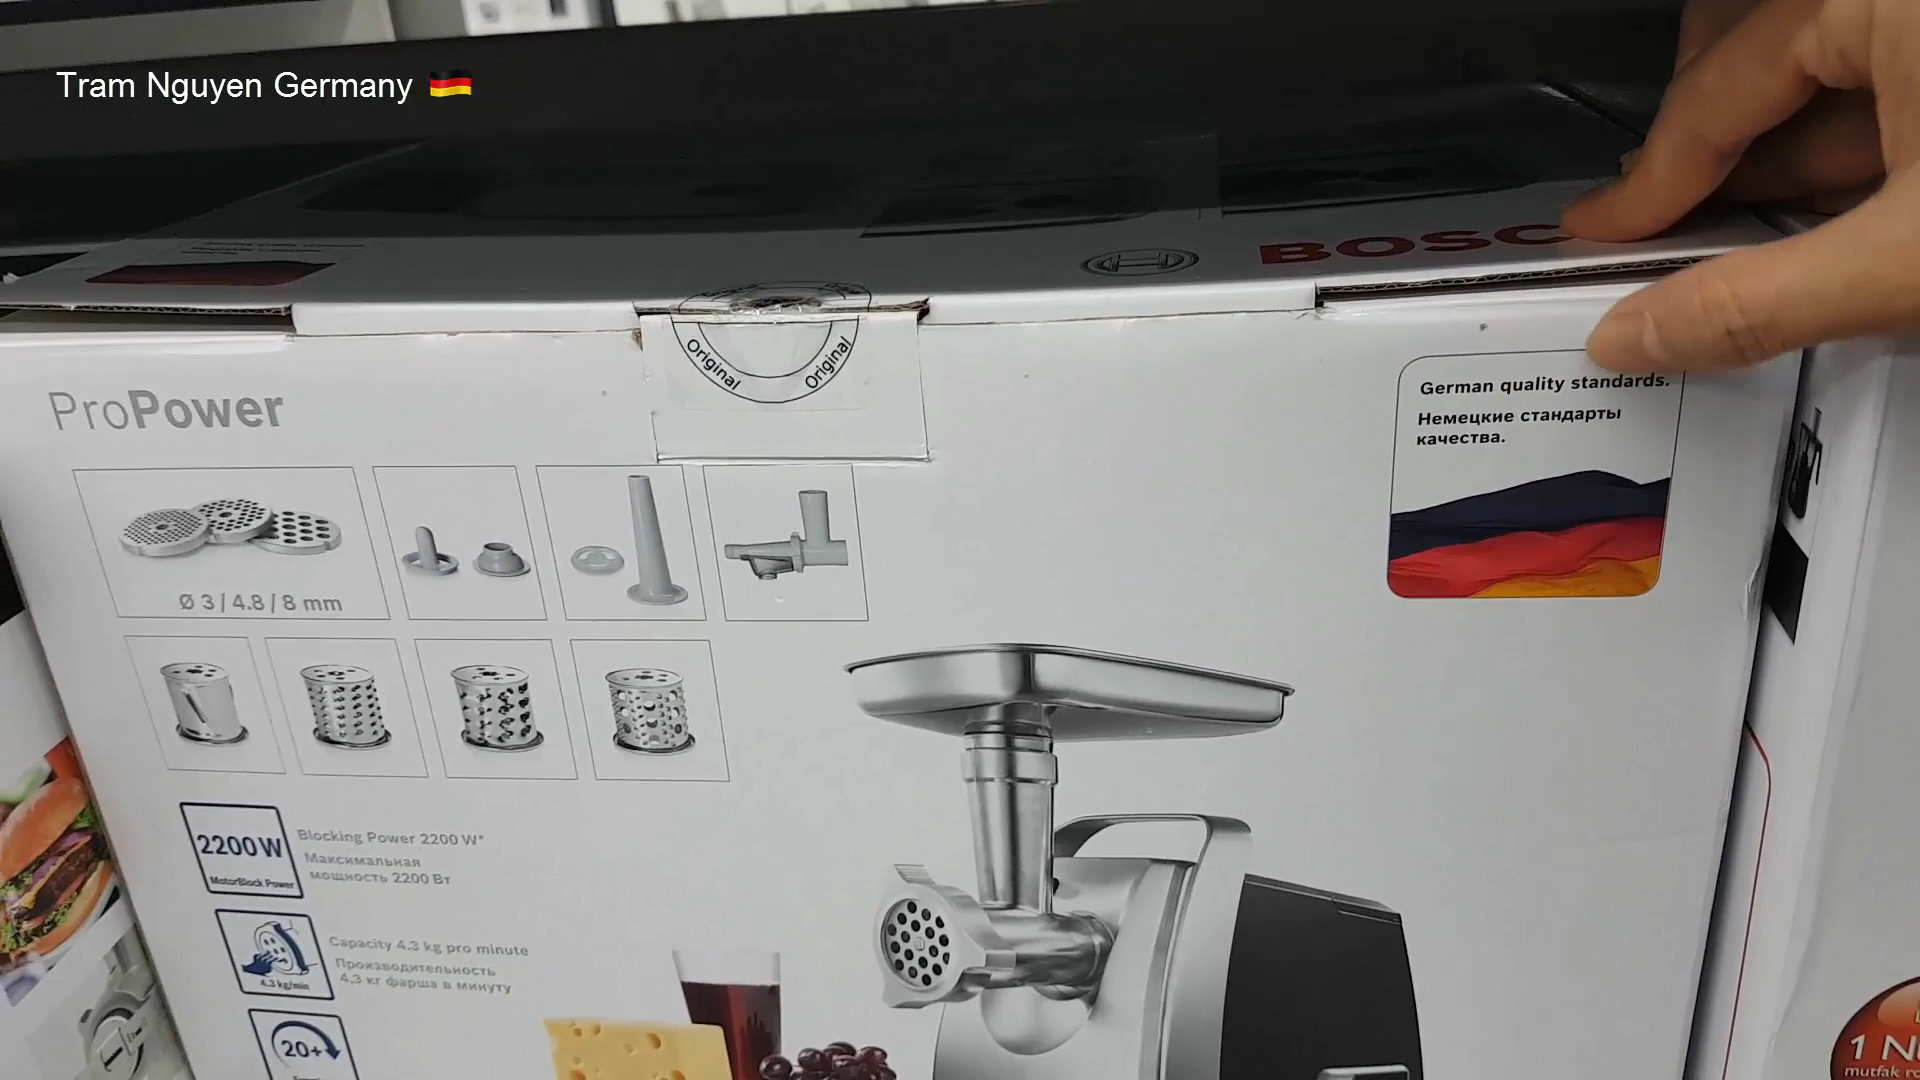 Tram Nguyen Germany 🇩🇪
BOSC
Original Original
ProPower
German quality standards.
Немецкие стандарты
качества.
Ø 3 / 4.8 / 8 mm
2200 W
MotorBlock Power
Blocking Power 2200 W*
Максимальная
мощность 2200 Вт
4.3 kg/min
Capacity 4.3 kg pro minute
Производительность
4,3 кг фарша в минуту
20+
1 N
mutfak